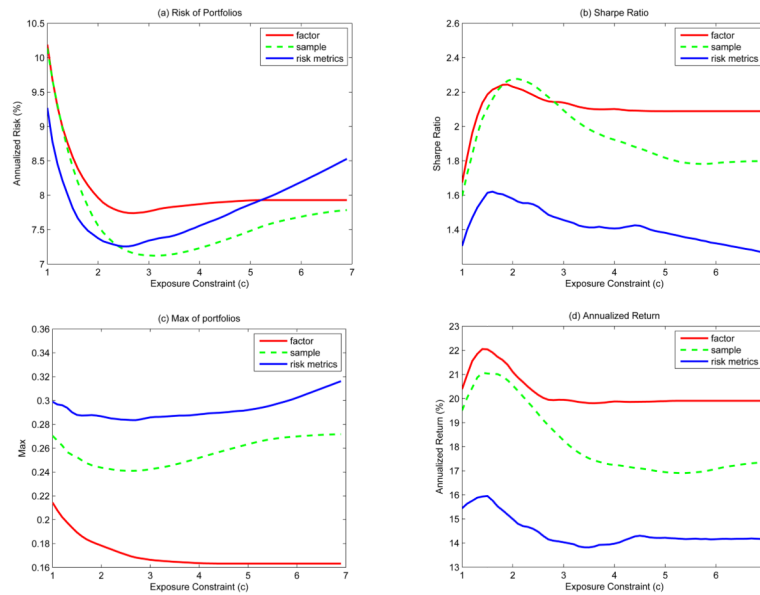 (a) Risk of Portfolios
10.5
10
9.5
9
8.5
8
7.5
7
Annualized Risk (%)
factor
sample
risk metrics
1 2 3 4 5 6 7
Exposure Constraint (c)
(b) Sharpe Ratio
2.6
2.4
2.2
2
1.8
1.6
1.4
Sharpe Ratio
factor
sample
risk metrics
1 2 3 4 5 6
Exposure Constraint (c)
(c) Max of portfolios
0.36
0.34
0.32
0.3
0.28
0.26
0.24
0.22
0.2
0.18
0.16
Max
factor
sample
risk metrics
1 2 3 4 5 6 7
Exposure Constraint (c)
(d) Annualized Return
23
22
21
20
19
18
17
16
15
14
13
Annualized Return (%)
factor
sample
risk metrics
1 2 3 4 5 6
Exposure Constraint (c)